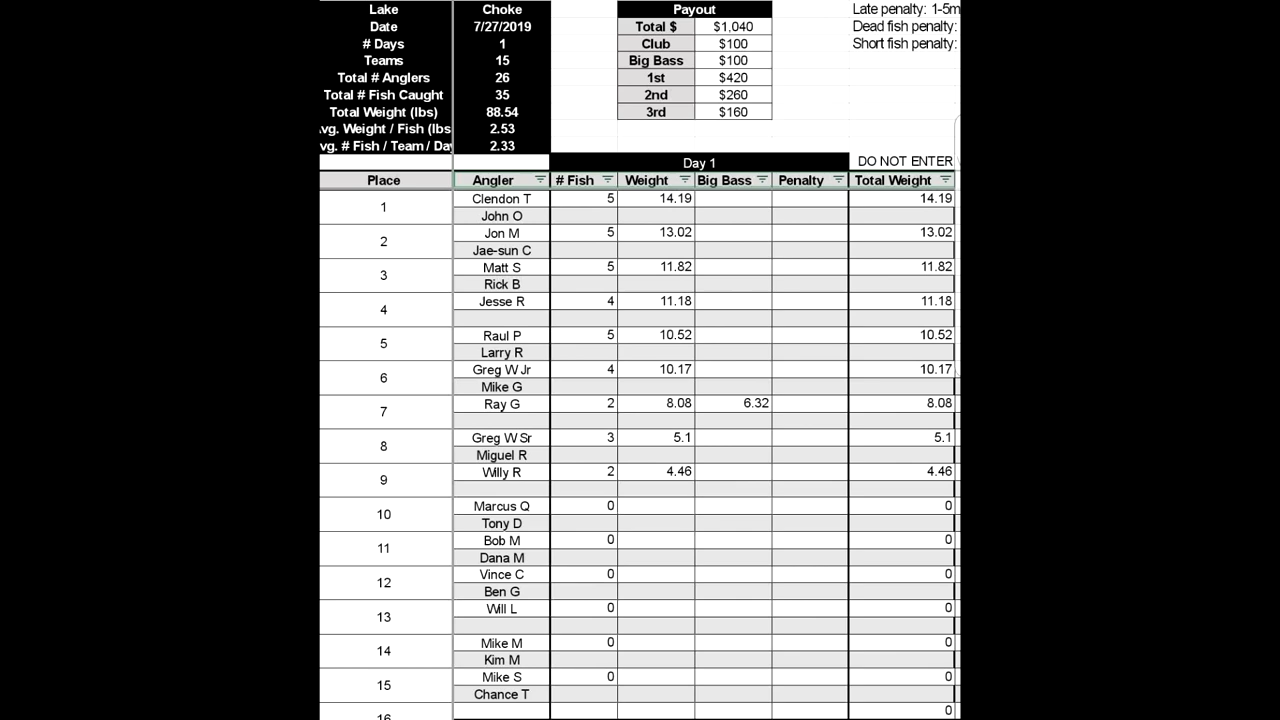 Lake Choke Payout Late penalty: 1-5m
Date 7/27/2019 Total $ $1,040 Dead fish penalty:
# Days 1 Club $100 Short fish penalty:
Teams 15 Big Bass $100
Total # Anglers 26 1st $420
Total # Fish Caught 35 2nd $260
Total Weight (lbs) 88.54 3rd $160
vg. Weight / Fish (lbs 2.53
vg. # Fish / Team / Day 2.33
Day 1 DO NOT ENTER
Place Angler # Fish Weight Big Bass Penalty Total Weight
1 Clendon T 5 14.19 14.19
John O
2 Jon M 5 13.02 13.02
Jae-sun C
3 Matt S 5 11.82 11.82
Rick B
4 Jesse R 4 11.18 11.18
5 Raul P 5 10.52 10.52
Larry R
6 Greg W Jr 4 10.17 10.17
Mike G
7 Ray G 2 8.08 6.32 8.08
8 Greg W Sr 3 5.1 5.1
Miguel R
9 Willy R 2 4.46 4.46
10 Marcus Q 0 0
Tony D
11 Bob M 0 0
Dana M
12 Vince C 0 0
Ben G
13 Will L 0 0
14 Mike M 0 0
Kim M
15 Mike S 0 0
Chance T
16 0